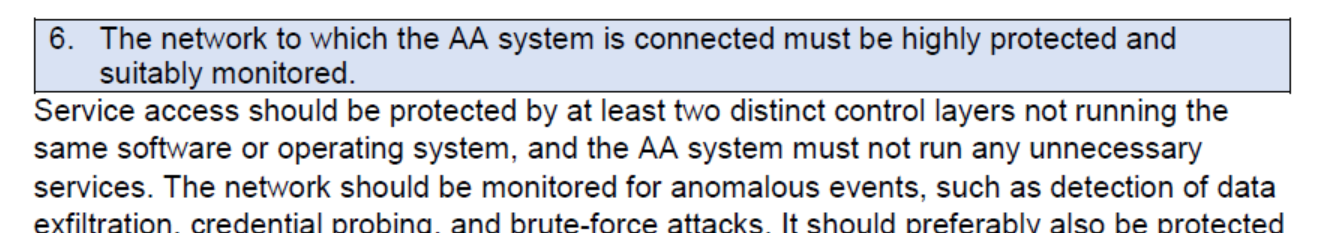 6. The network to which the AA system is connected must be highly protected and
suitably monitored.
Service access should be protected by at least two distinct control layers not running the
same software or operating system, and the AA system must not run any unnecessary
services. The network should be monitored for anomalous events, such as detection of data
exfiltration, credential probing, and brute-force attacks. It should preferably also be protected